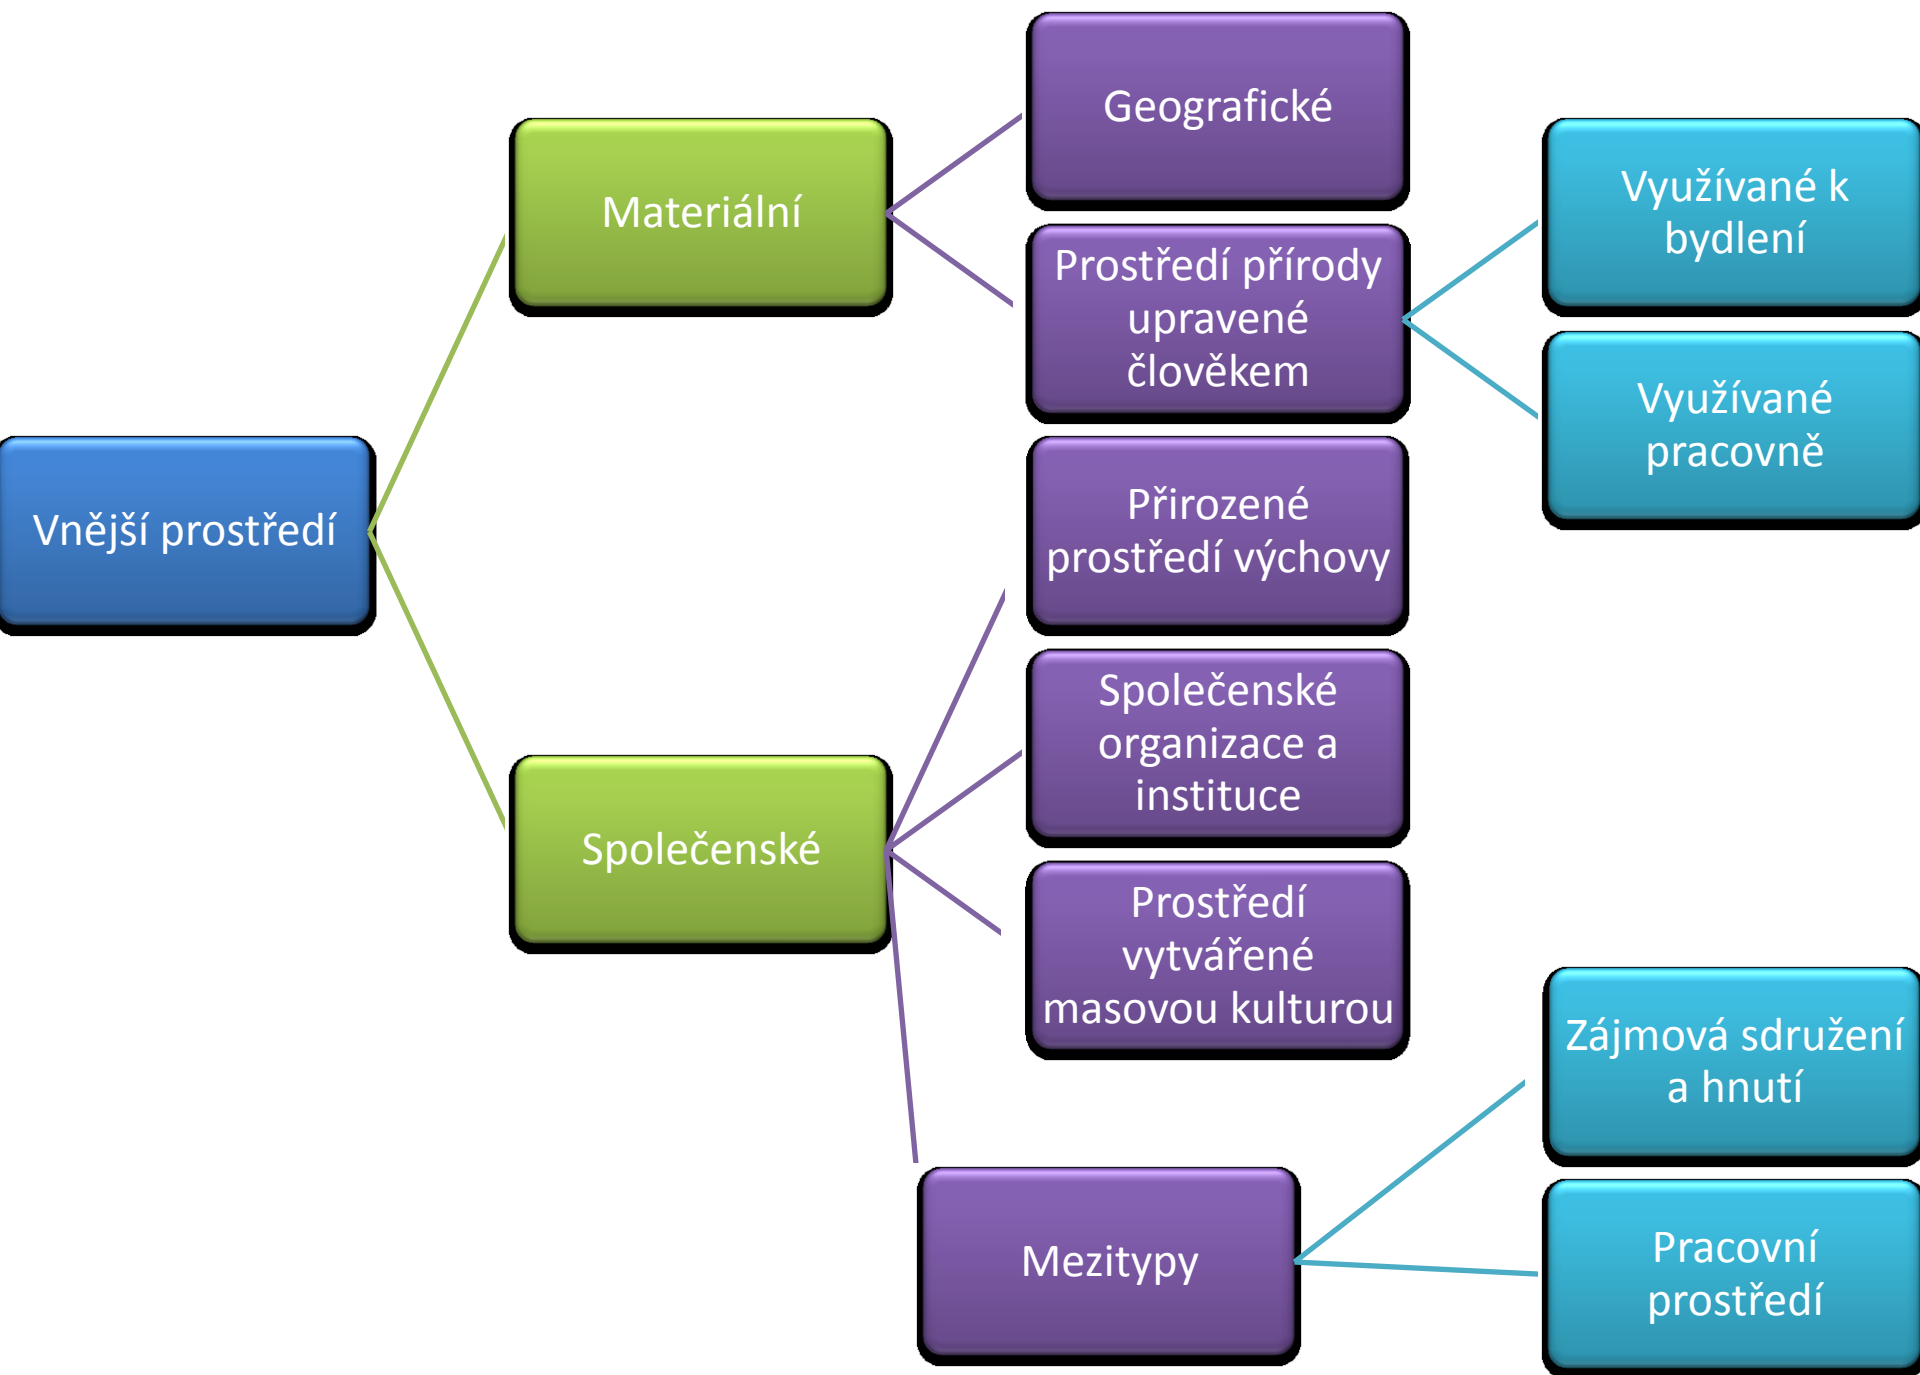 Vnější prostředí
Materiální
Geografické
Prostředí přírody
upravené
člověkem
Využívané k
bydlení
Využívané
pracovně
Společenské
Přirozené
prostředí výchovy
Společenské
organizace a
instituce
Prostředí
vytvářené
masovou kulturou
Mezitypy
Zájmová sdružení
a hnutí
Pracovní
prostředí